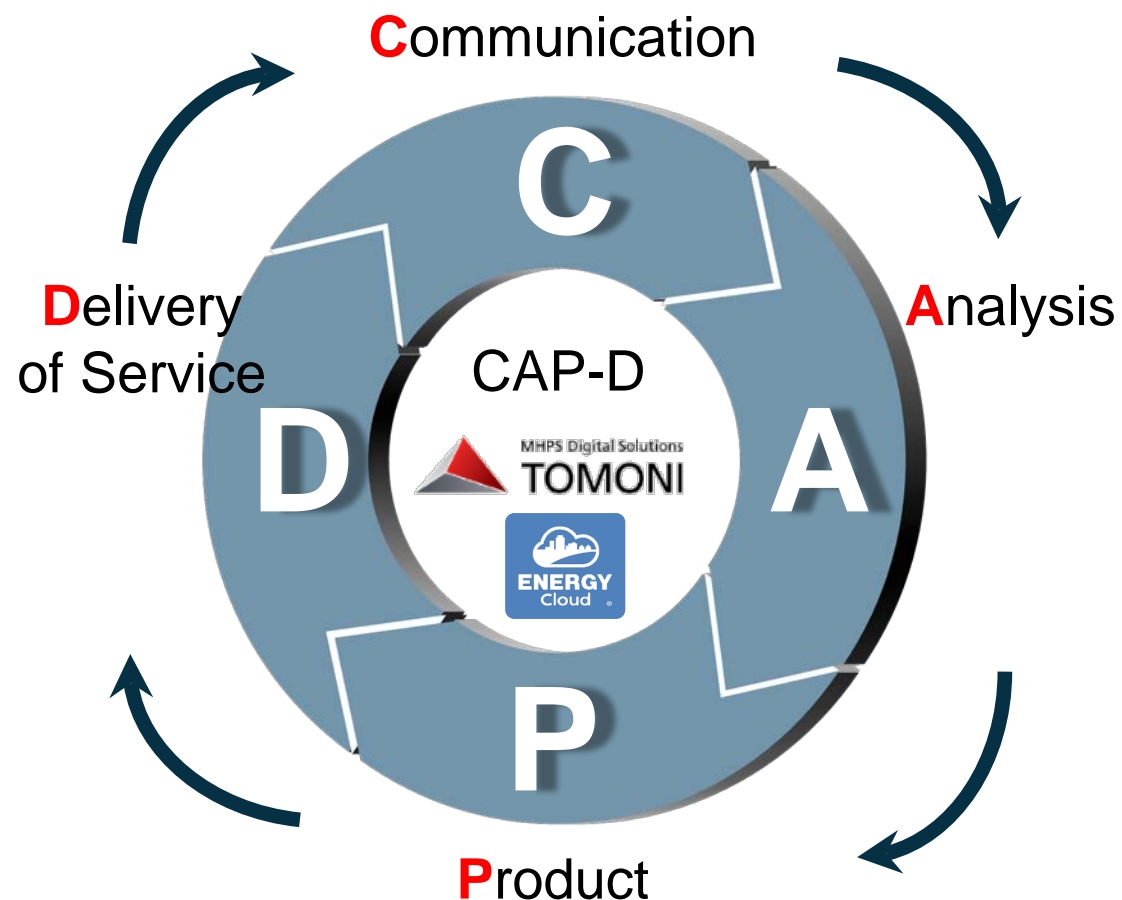 Communication
C
Delivery
of Service
Analysis
CAP-D
D
A
MHPS Digital Solutions
TOMONI
ENERGY
Cloud
®
P
Product